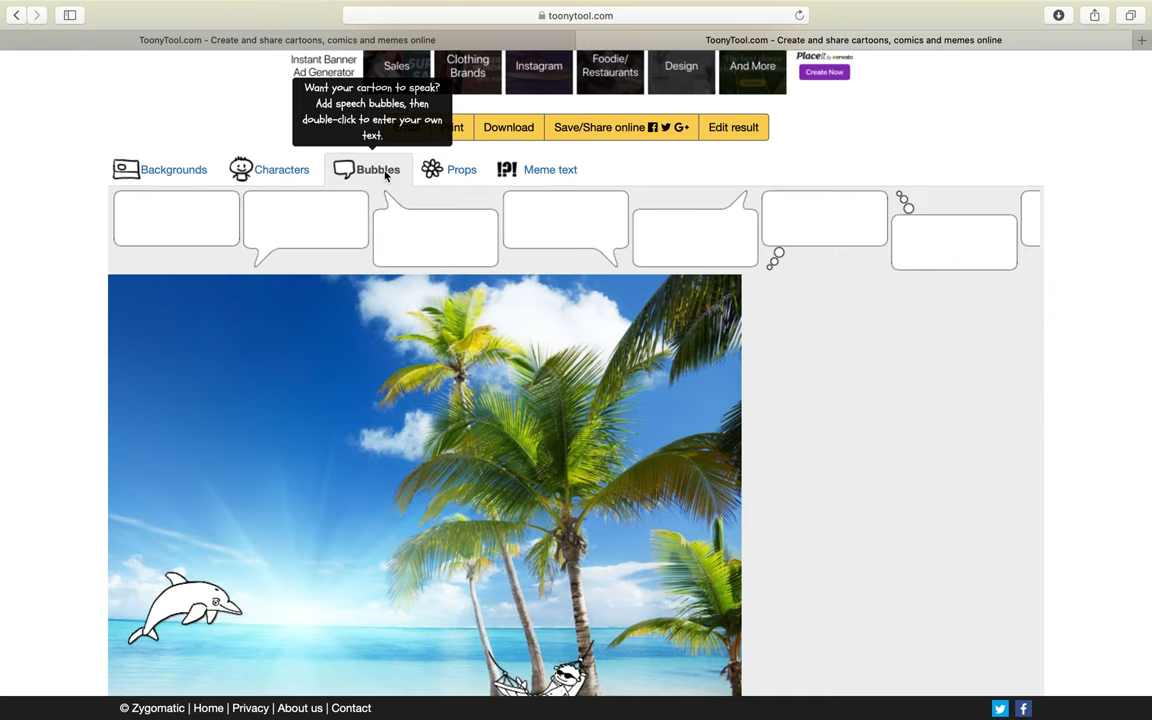 toonytool.com
ToonyTool.com - Create and share cartoons, comics and memes online
ToonyTool.com - Create and share cartoons, comics and memes online
Instant Banner
Ad Generator
Sales
Clothing
Brands
Instagram
Foodie/
Restaurants
Design
And More
Placeit by envato
Create Now
Want your cartoon to speak?
Add speech bubbles, then
double-click to enter your own
text.
Print
Download
Save/Share online
Edit result
Backgrounds
Characters
Bubbles
Props
Meme text
© Zygomatic | Home | Privacy | About us | Contact